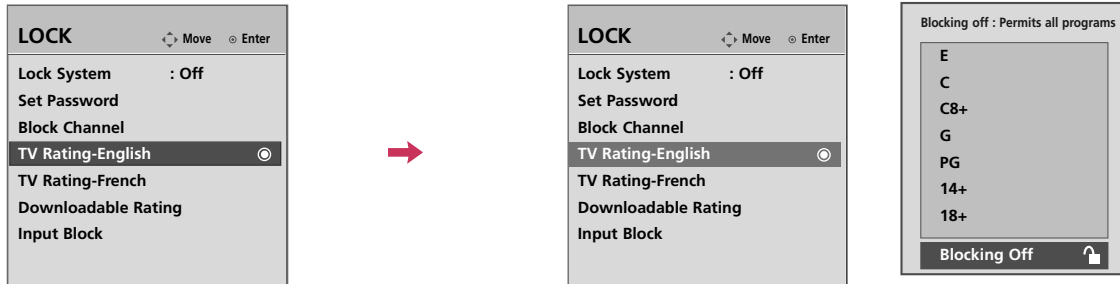 LOCK
Move Enter
Lock System : Off
Set Password
Block Channel
TV Rating-English
TV Rating-French
Downloadable Rating
Input Block
LOCK
Move Enter
Lock System : Off
Set Password
Block Channel
TV Rating-English
TV Rating-French
Downloadable Rating
Input Block
Blocking off : Permits all programs
E
C
C8+
G
PG
14+
18+
Blocking Off